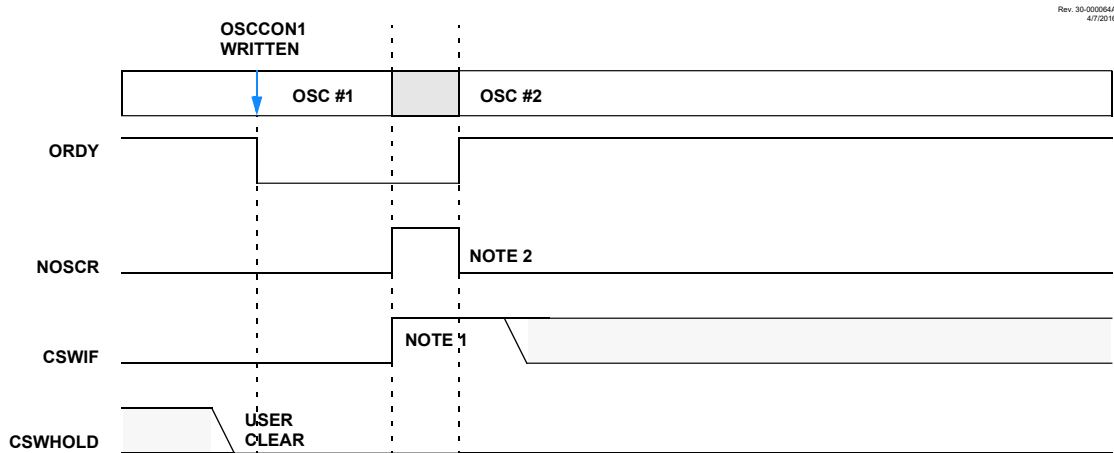 Rev. 30-000064A
4/7/2016
OSCCON1
WRITTEN
OSC #1
OSC #2
ORDY
NOSCR
NOTE 2
CSWIF
NOTE 1
CSWHOLD
USER
CLEAR